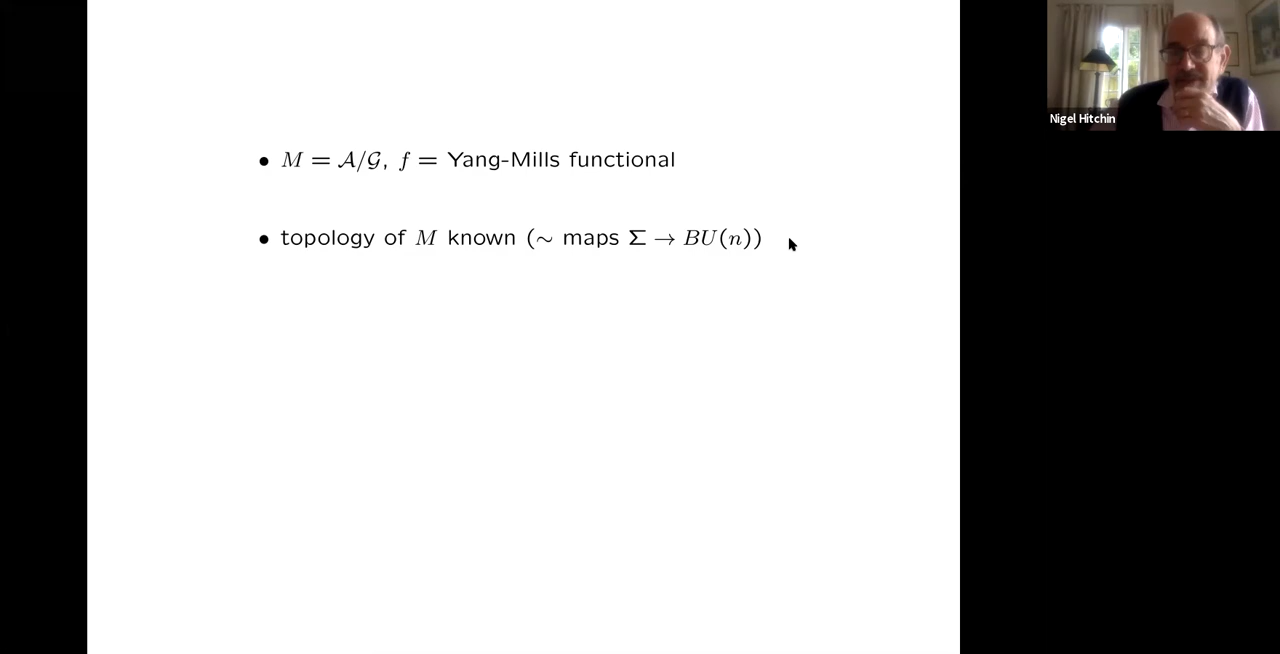 • M = 𝒜/𝒢, f = Yang-Mills functional
• topology of M known (∼ maps Σ → BU(n))
Nigel Hitchin